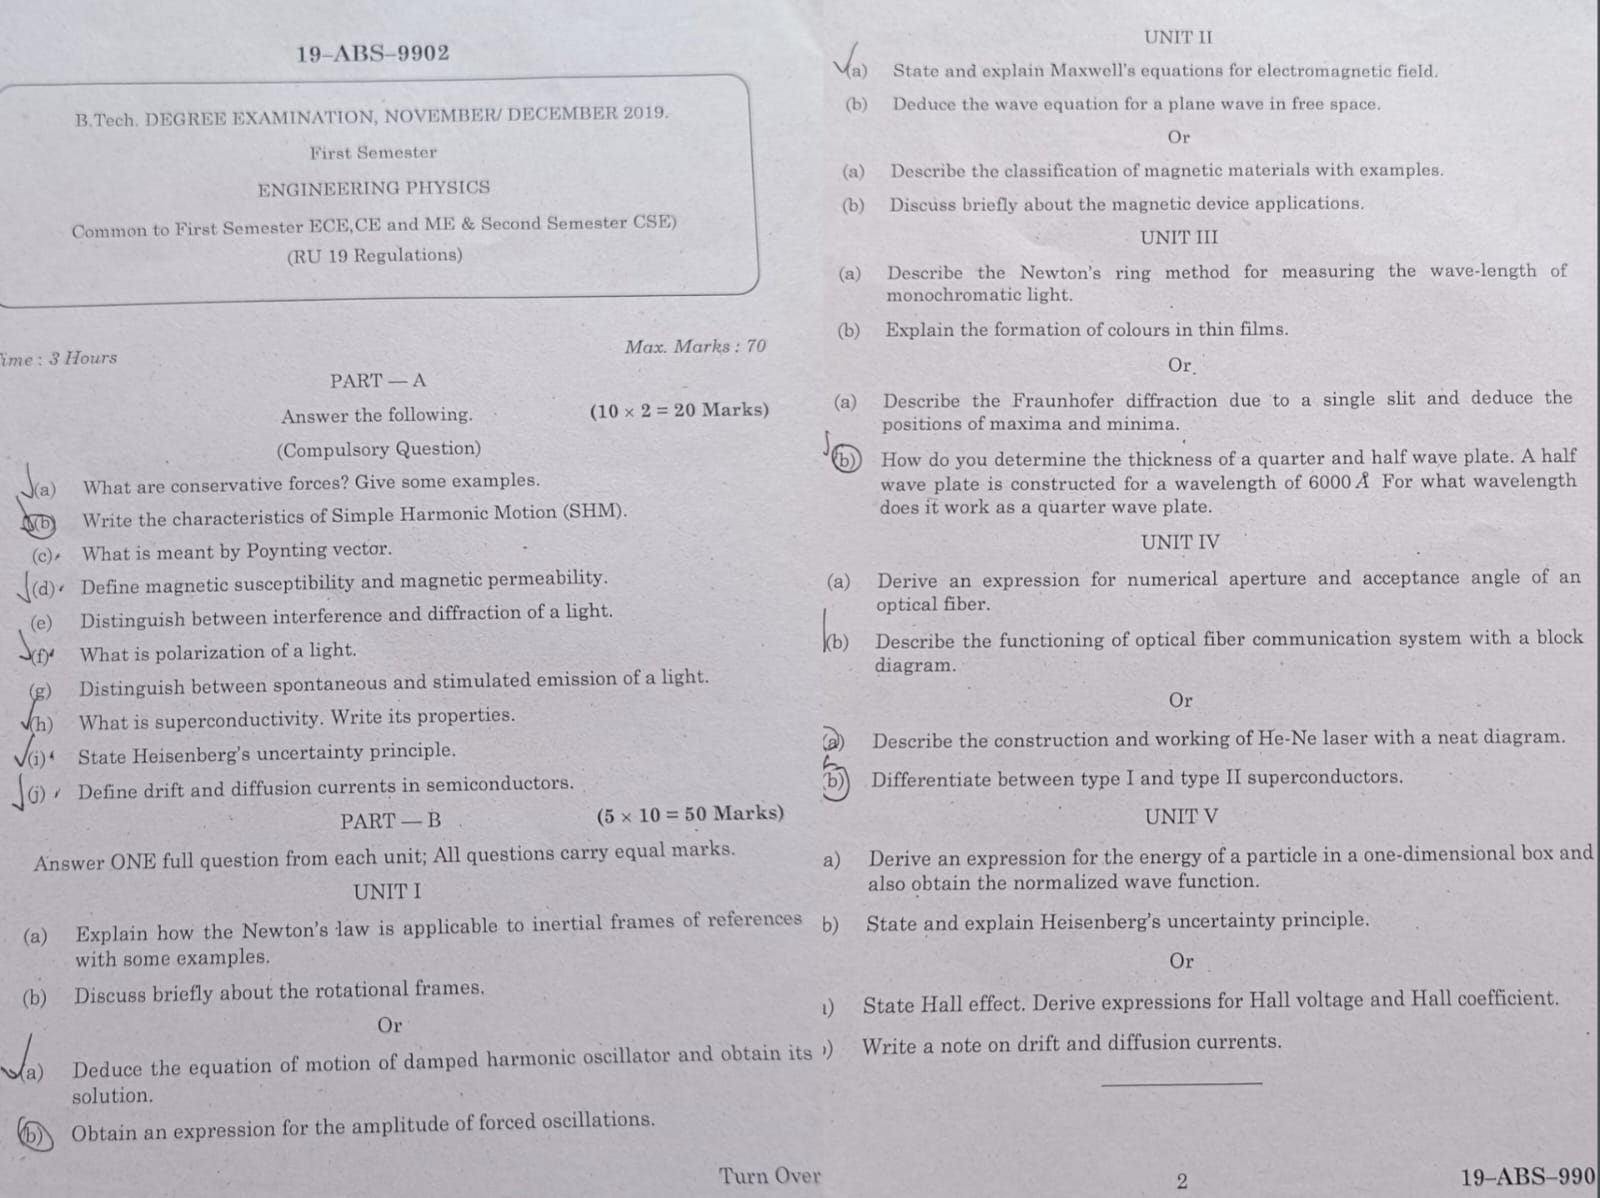 19-ABS-9902
B.Tech. DEGREE EXAMINATION, NOVEMBER/ DECEMBER 2019.
First Semester
ENGINEERING PHYSICS
Common to First Semester ECE,CE and ME & Second Semester CSE)
(RU 19 Regulations)
ime : 3 Hours Max. Marks : 70
PART — A
Answer the following. (10 × 2 = 20 Marks)
(Compulsory Question)
(a) What are conservative forces? Give some examples.
(b) Write the characteristics of Simple Harmonic Motion (SHM).
(c) What is meant by Poynting vector.
(d) Define magnetic susceptibility and magnetic permeability.
(e) Distinguish between interference and diffraction of a light.
(f) What is polarization of a light.
(g) Distinguish between spontaneous and stimulated emission of a light.
(h) What is superconductivity. Write its properties.
(i) State Heisenberg's uncertainty principle.
(j) Define drift and diffusion currents in semiconductors.
PART — B (5 × 10 = 50 Marks)
Answer ONE full question from each unit; All questions carry equal marks.
UNIT I
(a) Explain how the Newton's law is applicable to inertial frames of references
with some examples.
(b) Discuss briefly about the rotational frames.
Or
(a) Deduce the equation of motion of damped harmonic oscillator and obtain its
solution.
(b) Obtain an expression for the amplitude of forced oscillations.
Turn Over
UNIT II
(a) State and explain Maxwell's equations for electromagnetic field.
(b) Deduce the wave equation for a plane wave in free space.
Or
(a) Describe the classification of magnetic materials with examples.
(b) Discuss briefly about the magnetic device applications.
UNIT III
(a) Describe the Newton's ring method for measuring the wave-length of
monochromatic light.
(b) Explain the formation of colours in thin films.
Or
(a) Describe the Fraunhofer diffraction due to a single slit and deduce the
positions of maxima and minima.
(b) How do you determine the thickness of a quarter and half wave plate. A half
wave plate is constructed for a wavelength of 6000 Å For what wavelength
does it work as a quarter wave plate.
UNIT IV
(a) Derive an expression for numerical aperture and acceptance angle of an
optical fiber.
(b) Describe the functioning of optical fiber communication system with a block
diagram.
Or
(a) Describe the construction and working of He-Ne laser with a neat diagram.
(b) Differentiate between type I and type II superconductors.
UNIT V
a) Derive an expression for the energy of a particle in a one-dimensional box and
also obtain the normalized wave function.
b) State and explain Heisenberg's uncertainty principle.
Or
) State Hall effect. Derive expressions for Hall voltage and Hall coefficient.
) Write a note on drift and diffusion currents.
2 19-ABS-990